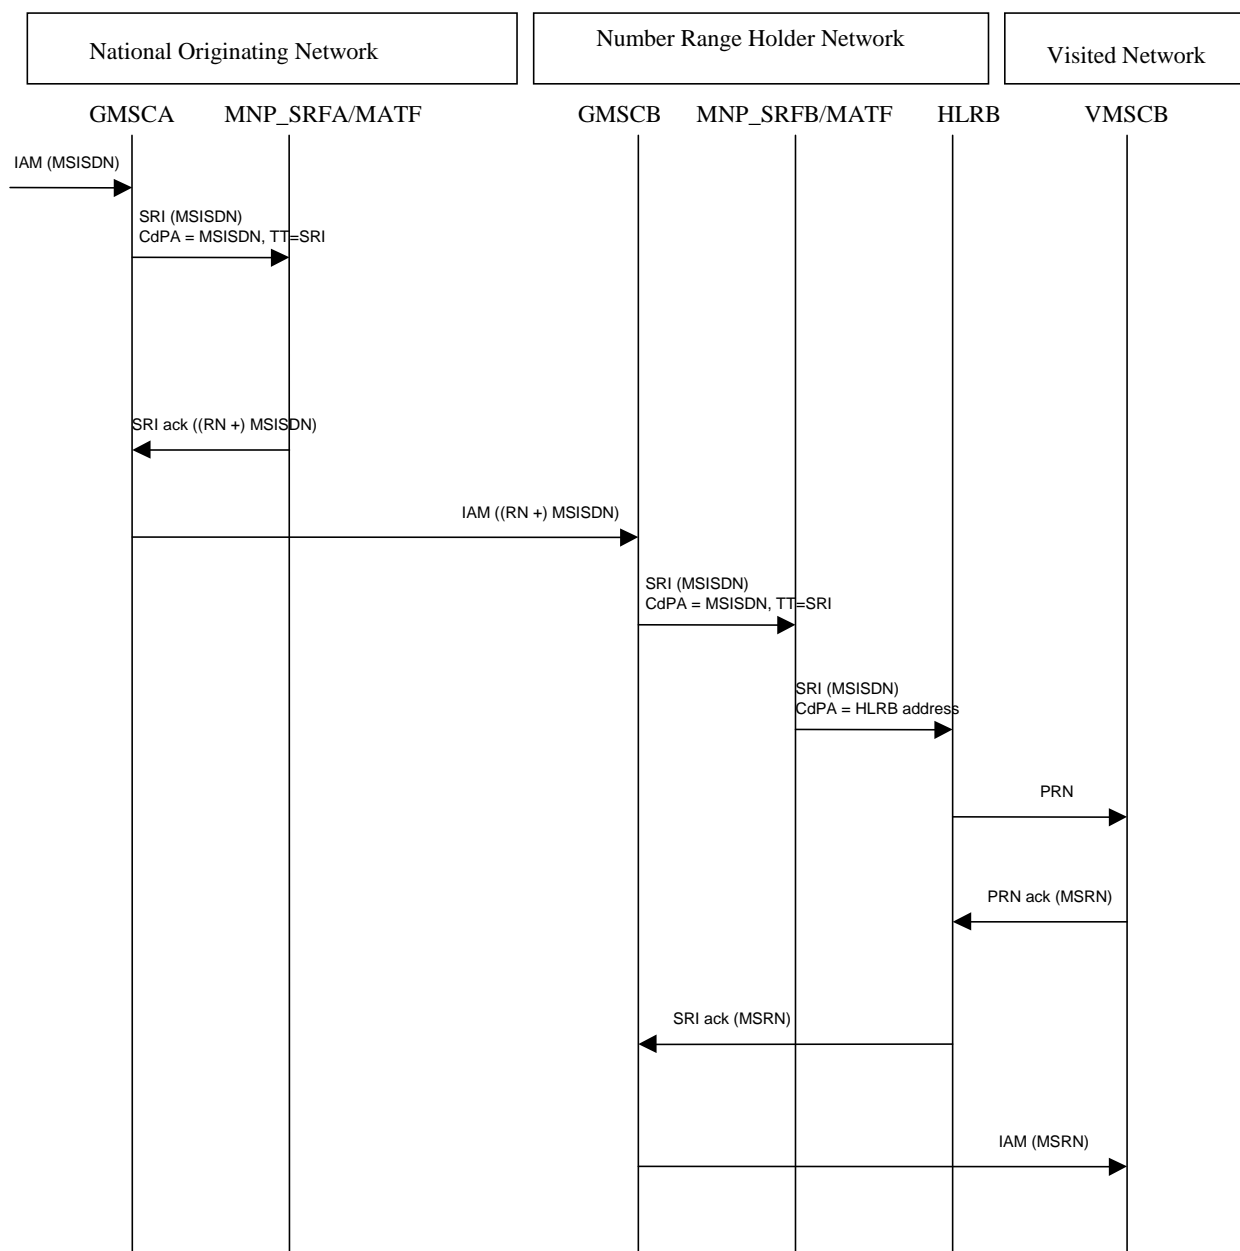 National Originating Network
Number Range Holder Network
Visited Network
GMSCA
MNP_SRFA/MATF
GMSCB
MNP_SRFB/MATF
HLRB
VMSCB
IAM (MSISDN)
SRI (MSISDN)
CdPA = MSISDN, TT=SRI
SRI ack ((RN +) MSISDN)
IAM ((RN +) MSISDN)
SRI (MSISDN)
CdPA = MSISDN, TT=SRI
SRI (MSISDN)
CdPA = HLRB address
PRN
PRN ack (MSRN)
SRI ack (MSRN)
IAM (MSRN)